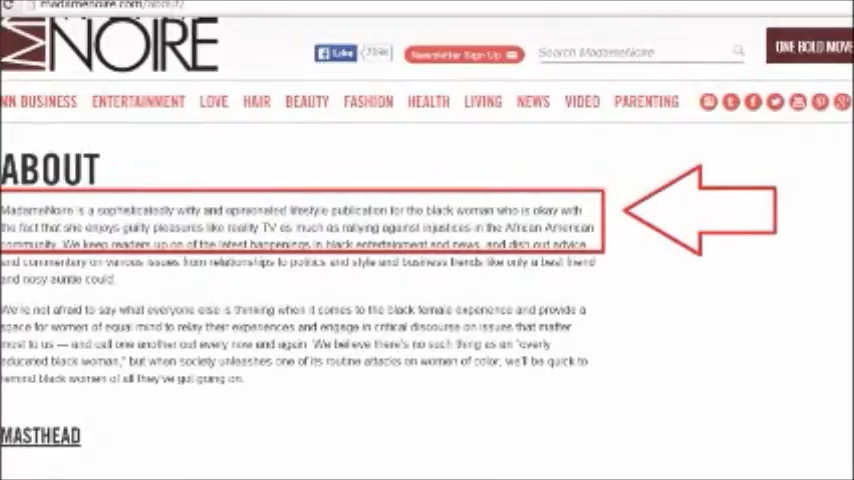 madamenoire.com/about/
NOIRE
Like
Newsletter Sign Up
Search MadameNoire
ONE BOLD MOVE
NN BUSINESS ENTERTAINMENT LOVE HAIR BEAUTY FASHION HEALTH LIVING NEWS VIDEO PARENTING
ABOUT
MadameNoire is a sophisticatedly witty and opinionated lifestyle publication for the black woman who is okay with
the fact that she enjoys guilty pleasures like reality TV as much as rallying against injustices in the African American
community. We keep readers up on of the latest happenings in black entertainment and news, and dish out advice
and commentary on various issues from relationships to politics and style and business trends like only a best friend
and nosy auntie could.
We're not afraid to say what everyone else is thinking when it comes to the black female experience and provide a
space for women of equal mind to relay their experiences and engage in critical discourse on issues that matter
most to us — and call one another out every now and again. We believe there's no such thing as an "overly
educated black woman," but when society unleashes one of its routine attacks on women of color, we'll be quick to
remind black women of all they've got going on.
MASTHEAD